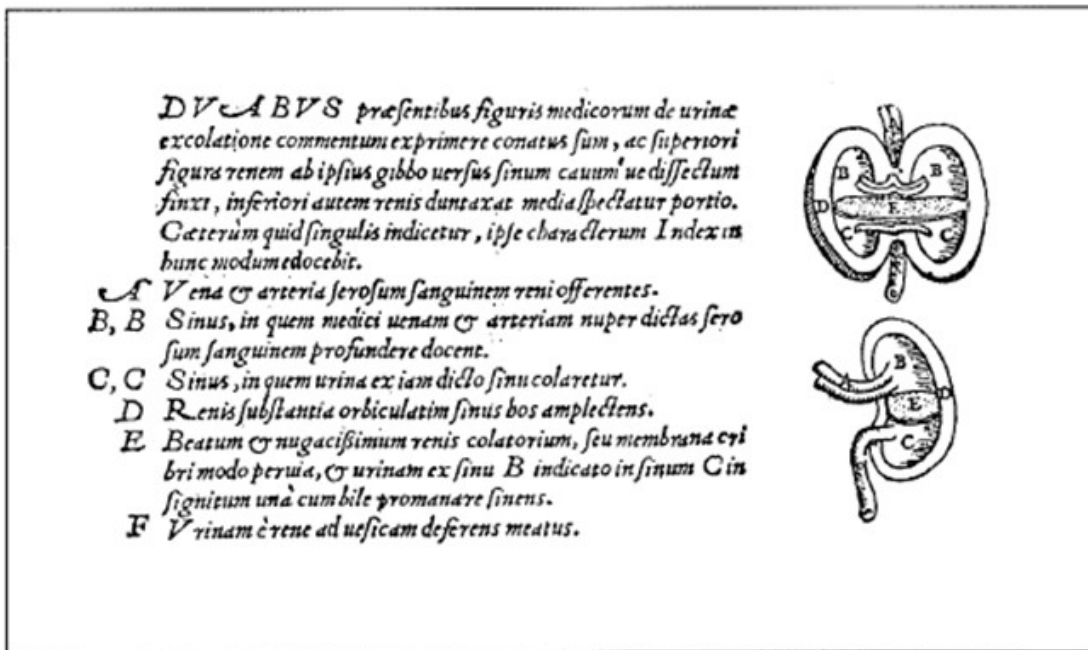 DVABVS præſentibus figuris medicorum de urinæ
excolatione commentum exprimere conatus ſum, ac ſuperiori
figura renem ab ipſius gibbo uerſus ſinum cauum'ue diſſectum
finxi, inferiori autem renis duntaxat media ſpectatur portio.
Cæterùm quid ſingulis indicetur, ipſe characterum Index in
hunc modum edocebit.
A Vena & arteria ſeroſum ſanguinem reni offerentes.
B, B Sinus, in quem medici uenam & arteriam nuper dictas ſero
ſum ſanguinem profundere docent.
C, C Sinus, in quem urina ex iam dicto ſinu colaretur.
D Renis ſubſtantia orbiculatim ſinus hos amplectens.
E Beatum & nugacißimum renis colatorium, ſeu membrana cri
bri modo peruia, & urinam ex ſinu B indicato in ſinum C in
ſignitum unà cum bile promanare ſinens.
F Vrinam è rene ad ueſicam deferens meatus.
B B
D E
C C
B
A D
E
C